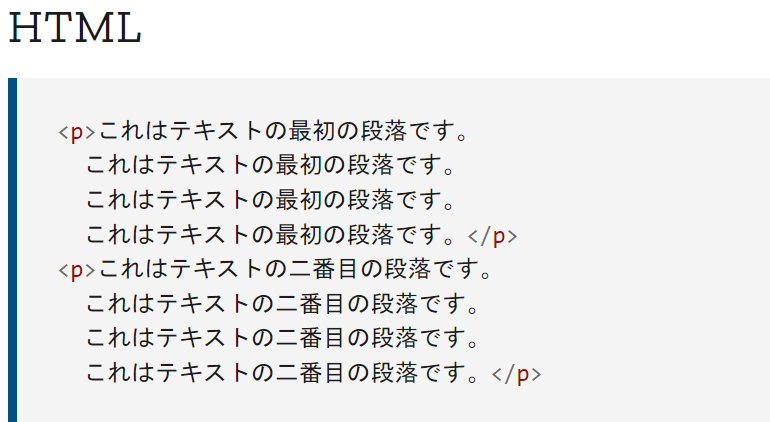 HTML
<p>これはテキストの最初の段落です。
これはテキストの最初の段落です。
これはテキストの最初の段落です。
これはテキストの最初の段落です。</p>
<p>これはテキストの二番目の段落です。
これはテキストの二番目の段落です。
これはテキストの二番目の段落です。
これはテキストの二番目の段落です。</p>